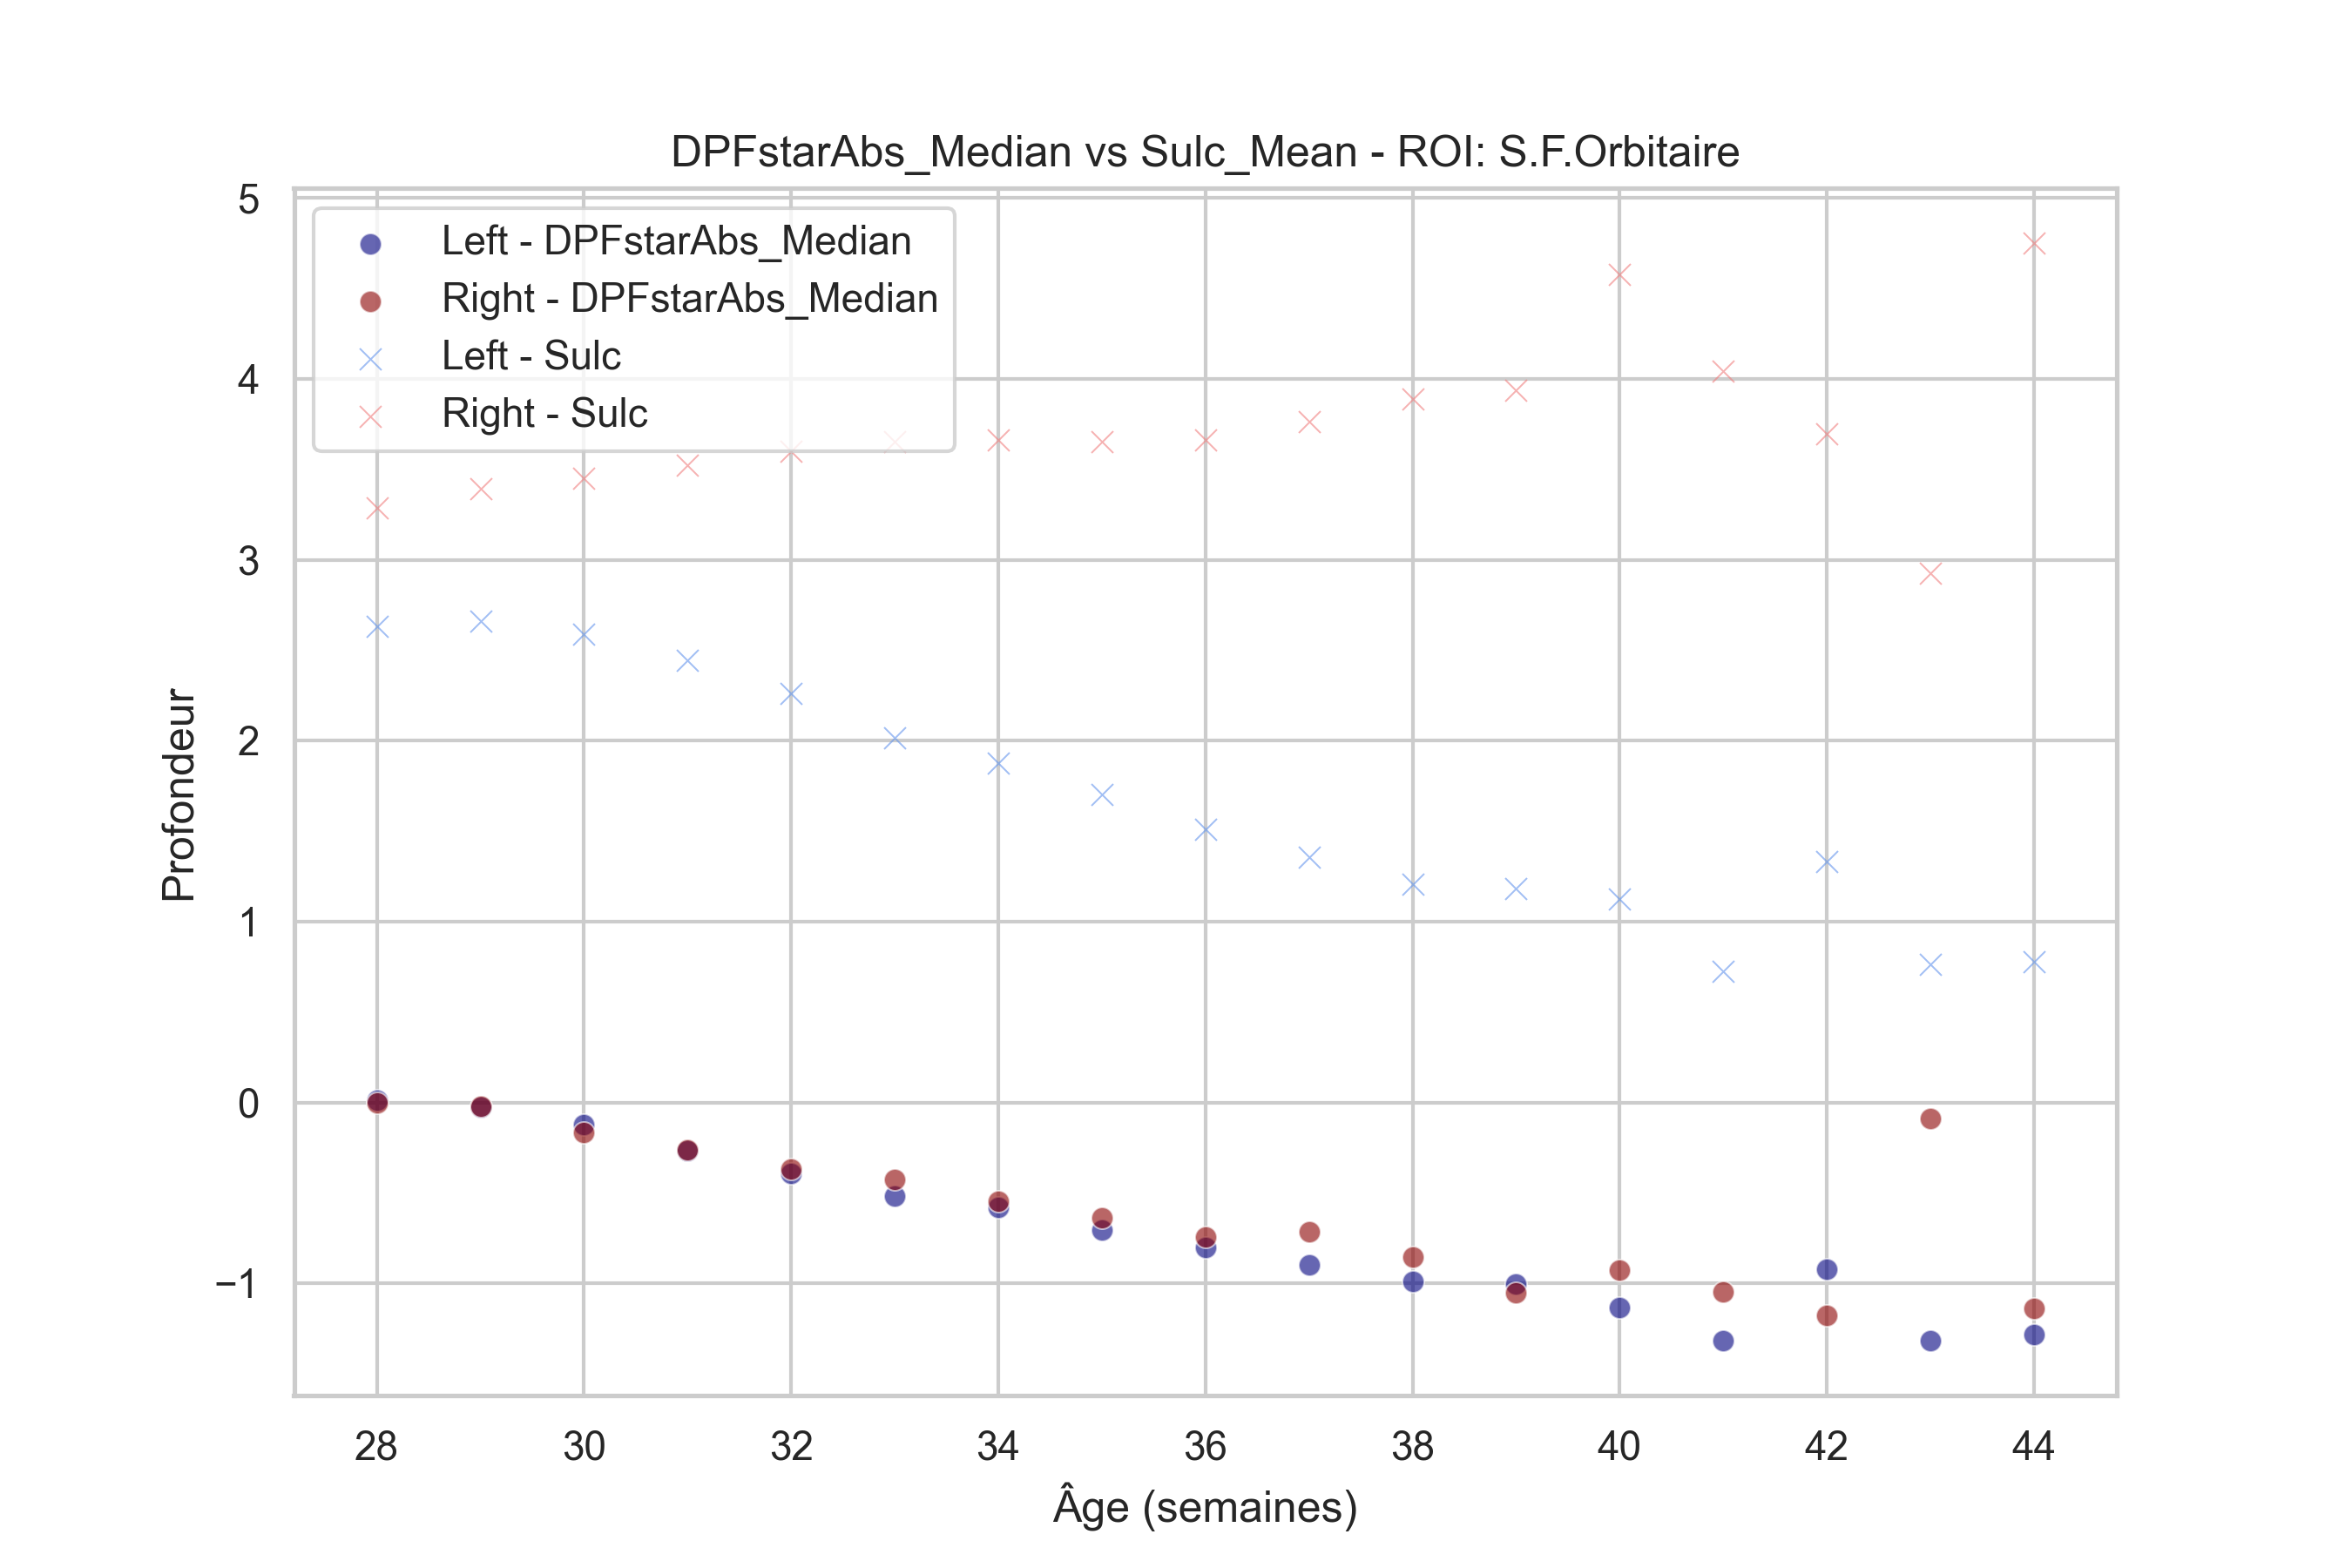 DPFstarAbs_Median vs Sulc_Mean - ROI: S.F.Orbitaire
Left - DPFstarAbs_Median
Right - DPFstarAbs_Median
Left - Sulc
Right - Sulc
5
4
3
2
1
0
−1
Profondeur
28 30 32 34 36 38 40 42 44
Âge (semaines)